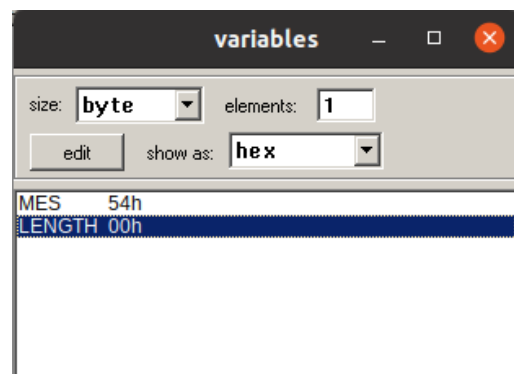 variables
size: byte elements: 1
edit show as: hex
MES 54h
LENGTH 00h